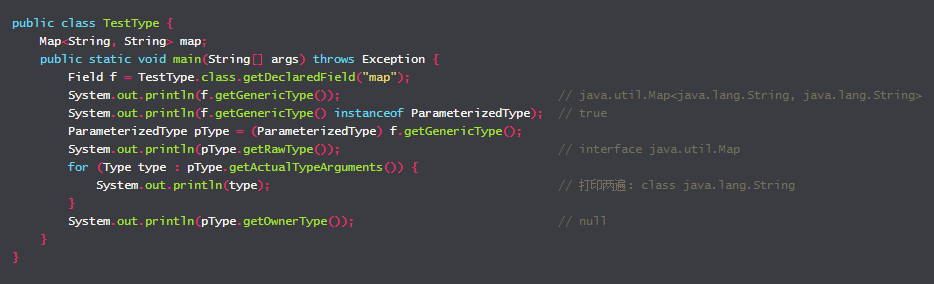 public class TestType {
    Map<String, String> map;
    public static void main(String[] args) throws Exception {
        Field f = TestType.class.getDeclaredField("map");
        System.out.println(f.getGenericType());                               // java.util.Map<java.lang.String, java.lang.String>
        System.out.println(f.getGenericType() instanceof ParameterizedType);  // true
        ParameterizedType pType = (ParameterizedType) f.getGenericType();
        System.out.println(pType.getRawType());                               // interface java.util.Map
        for (Type type : pType.getActualTypeArguments()) {
            System.out.println(type);                                         // 打印两遍: class java.lang.String
        }
        System.out.println(pType.getOwnerType());                             // null
    }
}